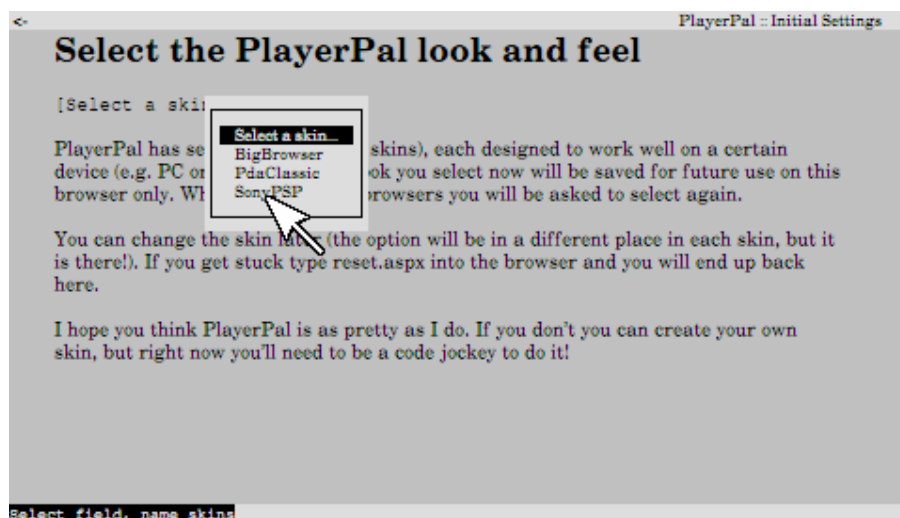 <- PlayerPal :: Initial Settings
Select the PlayerPal look and feel
[Select a skin
Select a skin...
BigBrowser
PdaClassic
SonyPSP
PlayerPal has se skins), each designed to work well on a certain
device (e.g. PC or ok you select now will be saved for future use on this
browser only. Wh rowsers you will be asked to select again.
You can change the skin later (the option will be in a different place in each skin, but it
is there!). If you get stuck type reset.aspx into the browser and you will end up back
here.
I hope you think PlayerPal is as pretty as I do. If you don't you can create your own
skin, but right now you'll need to be a code jockey to do it!
Select field, name skins